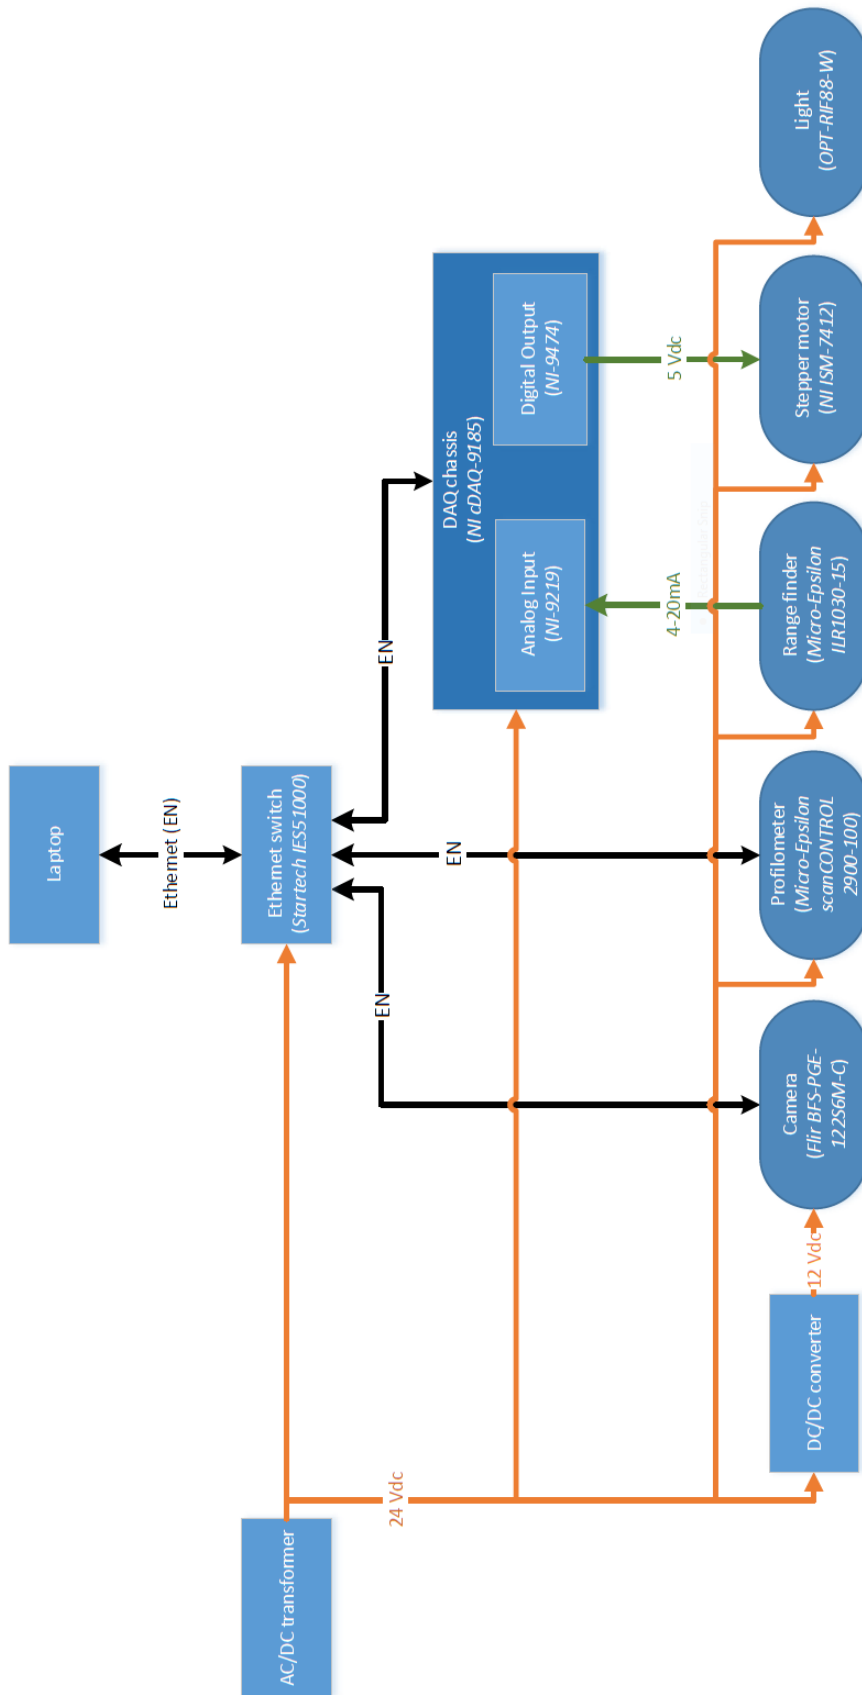 Laptop
Ethernet (EN)
Ethernet switch
(Startech IES51000)
AC/DC transformer
24 Vdc
EN
EN
EN
DAQ chassis
(NI cDAQ-9185)
Analog Input
(NI-9219)
Digital Output
(NI-9474)
4-20mA
5 Vdc
DC/DC converter
12 Vdc
Camera
(Flir BFS-PGE-
122S6M-C)
Profilometer
(Micro-Epsilon
scanCONTROL
2900-100)
Range finder
(Micro-Epsilon
ILR1030-15)
Stepper motor
(NI ISM-7412)
Light
(OPT-RIF88-W)